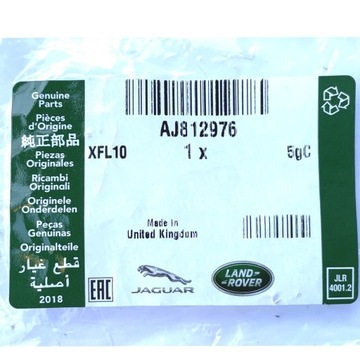 Genuine
Parts
Pièces
d'Origine
純正部品
Piezas
Originales
Ricambi
Originali
Originele
Onderdelen
Peças
Genuinas
Originalteile
قطع غيار
أصلية
2018
AJ812976
XFL10
1 x
5gC
Made in
United Kingdom
EAC
JAGUAR
LAND-
ROVER
JLR
4001.2